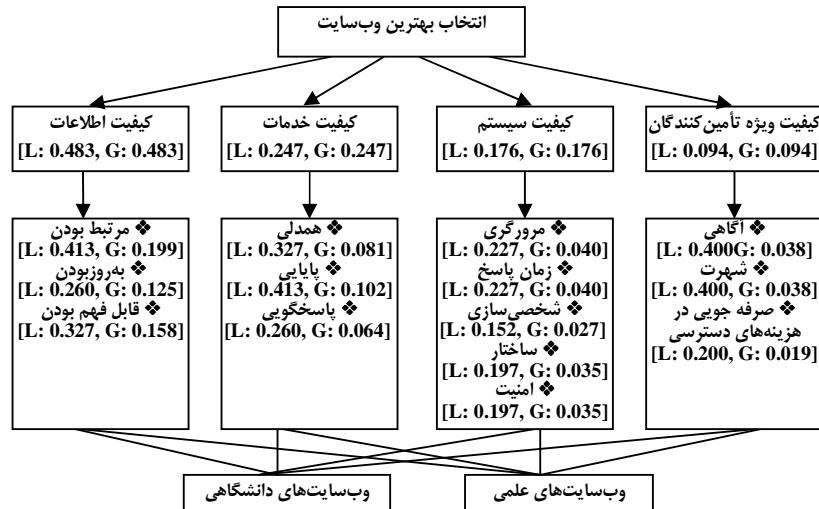 انتخاب بهترین وب‌سایت
کیفیت اطلاعات
[L: 0.483, G: 0.483]
کیفیت خدمات
[L: 0.247, G: 0.247]
کیفیت سیستم
[L: 0.176, G: 0.176]
کیفیت ویژه تأمین‌کنندگان
[L: 0.094, G: 0.094]
❖ مرتبط بودن
[L: 0.413, G: 0.199]
❖ به‌روزبودن
[L: 0.260, G: 0.125]
❖ قابل فهم بودن
[L: 0.327, G: 0.158]
❖ همدلی
[L: 0.327, G: 0.081]
❖ پایایی
[L: 0.413, G: 0.102]
❖ پاسخگویی
[L: 0.260, G: 0.064]
❖ مرورگری
[L: 0.227, G: 0.040]
❖ زمان پاسخ
[L: 0.227, G: 0.040]
❖ شخصی‌سازی
[L: 0.152, G: 0.027]
❖ ساختار
[L: 0.197, G: 0.035]
❖ امنیت
[L: 0.197, G: 0.035]
❖ آگاهی
[L: 0.400G: 0.038]
❖ شهرت
[L: 0.400, G: 0.038]
❖ صرفه جویی در
هزینه‌های دسترسی
[L: 0.200, G: 0.019]
وب‌سایت‌های دانشگاهی
وب‌سایت‌های علمی